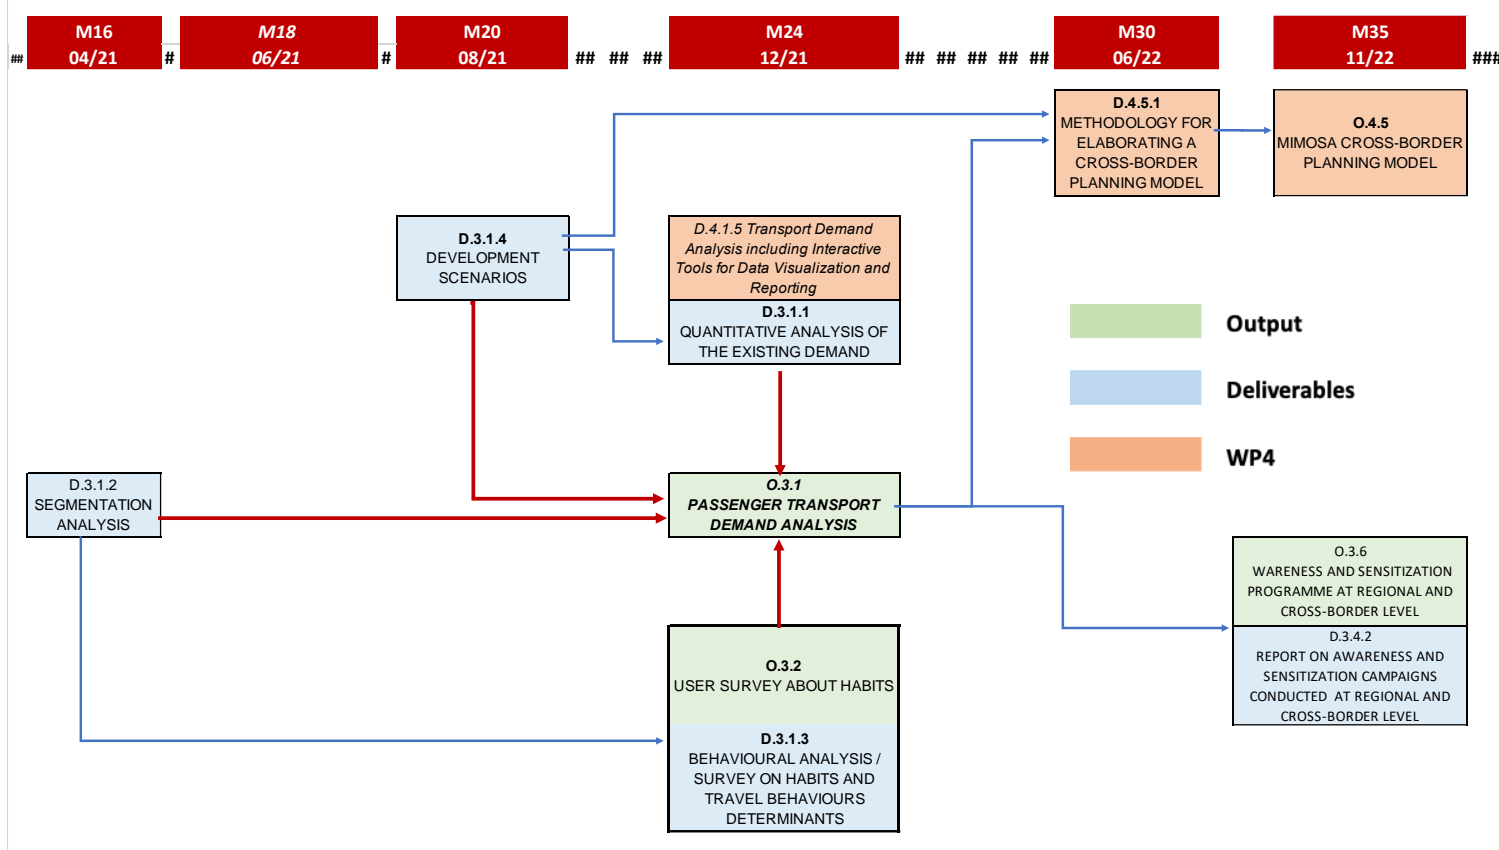 M16
04/21
M18
06/21
M20
08/21
M24
12/21
M30
06/22
M35
11/22
## # # ## ## ## ## ## ## ## ## ###
D.4.5.1
METHODOLOGY FOR
ELABORATING A
CROSS-BORDER
PLANNING MODEL
O.4.5
MIMOSA CROSS-BORDER
PLANNING MODEL
D.3.1.4
DEVELOPMENT
SCENARIOS
D.4.1.5 Transport Demand
Analysis including Interactive
Tools for Data Visualization and
Reporting
D.3.1.1
QUANTITATIVE ANALYSIS OF
THE EXISTING DEMAND
Output
Deliverables
WP4
D.3.1.2
SEGMENTATION
ANALYSIS
O.3.1
PASSENGER TRANSPORT
DEMAND ANALYSIS
O.3.6
WARENESS AND SENSITIZATION
PROGRAMME AT REGIONAL AND
CROSS-BORDER LEVEL
D.3.4.2
REPORT ON AWARENESS AND
SENSITIZATION CAMPAIGNS
CONDUCTED AT REGIONAL AND
CROSS-BORDER LEVEL
O.3.2
USER SURVEY ABOUT HABITS
D.3.1.3
BEHAVIOURAL ANALYSIS /
SURVEY ON HABITS AND
TRAVEL BEHAVIOURS
DETERMINANTS